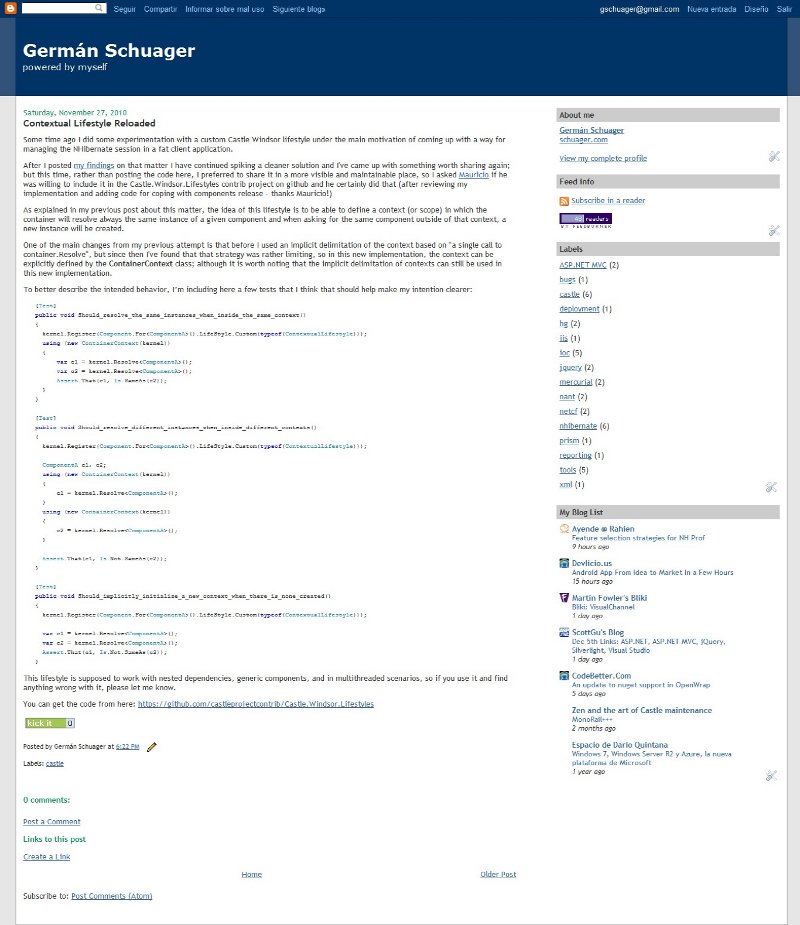 Seguir Compartir Informar sobre mal uso Siguiente blog»
gschuager@gmail.com Nueva entrada Diseño Salir
Germán Schuager
powered by myself
Saturday, November 27, 2010
Contextual Lifestyle Reloaded
Some time ago I did some experimentation with a custom Castle Windsor lifestyle under the main motivation of coming up with a way for
managing the NHibernate session in a fat client application.
After I posted my findings on that matter I have continued spiking a cleaner solution and I've came up with something worth sharing again;
but this time, rather than posting the code here, I preferred to share it in a more visible and maintainable place, so I asked Mauricio if he
was willing to include it in the Castle.Windsor.Lifestyles contrib project on github and he certainly did that (after reviewing my
implementation and adding code for coping with components release - thanks Mauricio!)
As explained in my previous post about this matter, the idea of this lifestyle is to be able to define a context (or scope) in which the
container will resolve always the same instance of a given component and when asking for the same component outside of that context, a
new instance will be created.
One of the main changes from my previous attempt is that before I used an implicit delimitation of the context based on "a single call to
container.Resolve", but since then I've found that that strategy was rather limiting, so in this new implementation, the context can be
explicitly defined by the ContainerContext class; although it is worth noting that the implicit delimitation of contexts can still be used in
this new implementation.
To better describe the intended behavior, I'm including here a few tests that I think that should help make my intention clearer:
[Test]
public void Should_resolve_the_same_instances_when_inside_the_same_context()
{
kernel.Register(Component.For<ComponentA>().LifeStyle.Custom(typeof(ContextualLifestyle)));
using (new ContainerContext(kernel))
{
var c1 = kernel.Resolve<ComponentA>();
var c2 = kernel.Resolve<ComponentA>();
Assert.That(c1, Is.SameAs(c2));
}
}
[Test]
public void Should_resolve_different_instances_when_inside_different_contexts()
{
kernel.Register(Component.For<ComponentA>().LifeStyle.Custom(typeof(ContextualLifestyle)));
ComponentA c1, c2;
using (new ContainerContext(kernel))
{
c1 = kernel.Resolve<ComponentA>();
}
using (new ContainerContext(kernel))
{
c2 = kernel.Resolve<ComponentA>();
}
Assert.That(c1, Is.Not.SameAs(c2));
}
[Test]
public void Should_implicitly_initialize_a_new_context_when_there_is_none_created()
{
kernel.Register(Component.For<ComponentA>().LifeStyle.Custom(typeof(ContextualLifestyle)));
var c1 = kernel.Resolve<ComponentA>();
var c2 = kernel.Resolve<ComponentA>();
Assert.That(c1, Is.Not.SameAs(c2));
}
This lifestyle is supposed to work with nested dependencies, generic components, and in multithreaded scenarios, so if you use it and find
anything wrong with it, please let me know.
You can get the code from here: https://github.com/castleprojectcontrib/Castle.Windsor.Lifestyles
kick it 0
Posted by Germán Schuager at 6:22 PM
Labels: castle
0 comments:
Post a Comment
Links to this post
Create a Link
Home Older Post
Subscribe to: Post Comments (Atom)
About me
Germán Schuager
schuager.com
View my complete profile
Feed info
Subscribe in a reader
readers
BY FEEDBURNER
Labels
ASP.NET MVC (2)
bugs (1)
castle (6)
deployment (1)
hg (2)
iis (1)
ioc (5)
jquery (2)
mercurial (2)
nant (2)
netcf (2)
nhibernate (6)
prism (1)
reporting (1)
tools (5)
xml (1)
My Blog List
Ayende @ Rahien
Feature selection strategies for NH Prof
9 hours ago
Devlicio.us
Android App From Idea to Market in a Few Hours
15 hours ago
Martin Fowler's Bliki
Bliki: VisualChannel
1 day ago
ScottGu's Blog
Dec 5th Links: ASP.NET, ASP.NET MVC, jQuery,
Silverlight, Visual Studio
1 day ago
CodeBetter.Com
An update to nuget support in OpenWrap
5 days ago
Zen and the art of Castle maintenance
MonoRail+++
2 months ago
Espacio de Dario Quintana
Windows 7, Windows Server R2 y Azure, la nueva
plataforma de Microsoft
1 year ago